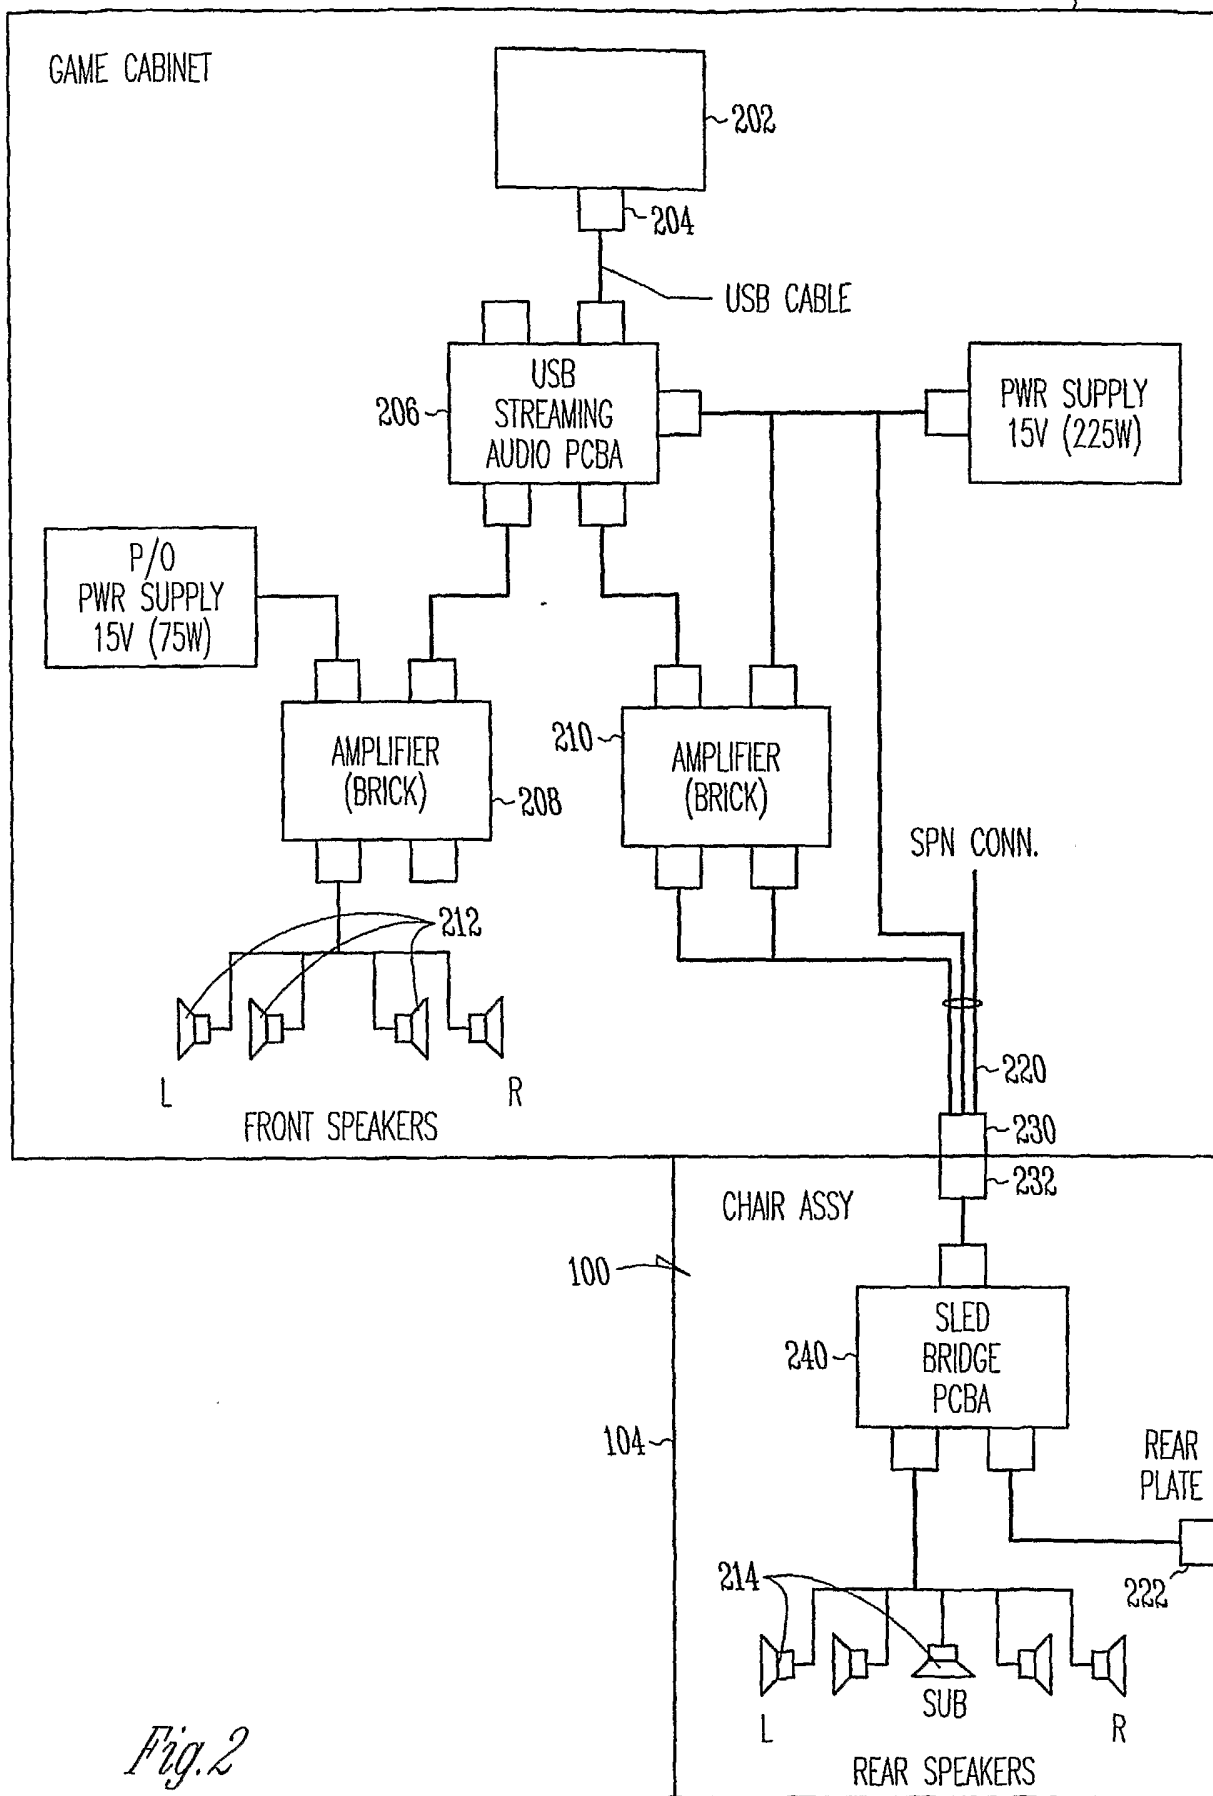 GAME CABINET
202
204
USB CABLE
USB
STREAMING
AUDIO PCBA
206
PWR SUPPLY
15V (225W)
P/O
PWR SUPPLY
15V (75W)
AMPLIFIER
(BRICK)
208
210
AMPLIFIER
(BRICK)
SPN CONN.
212
L
R
FRONT SPEAKERS
220
230
232
CHAIR ASSY
100
SLED
BRIDGE
PCBA
240
104
REAR
PLATE
222
214
SUB
L
R
REAR SPEAKERS
Fig.2